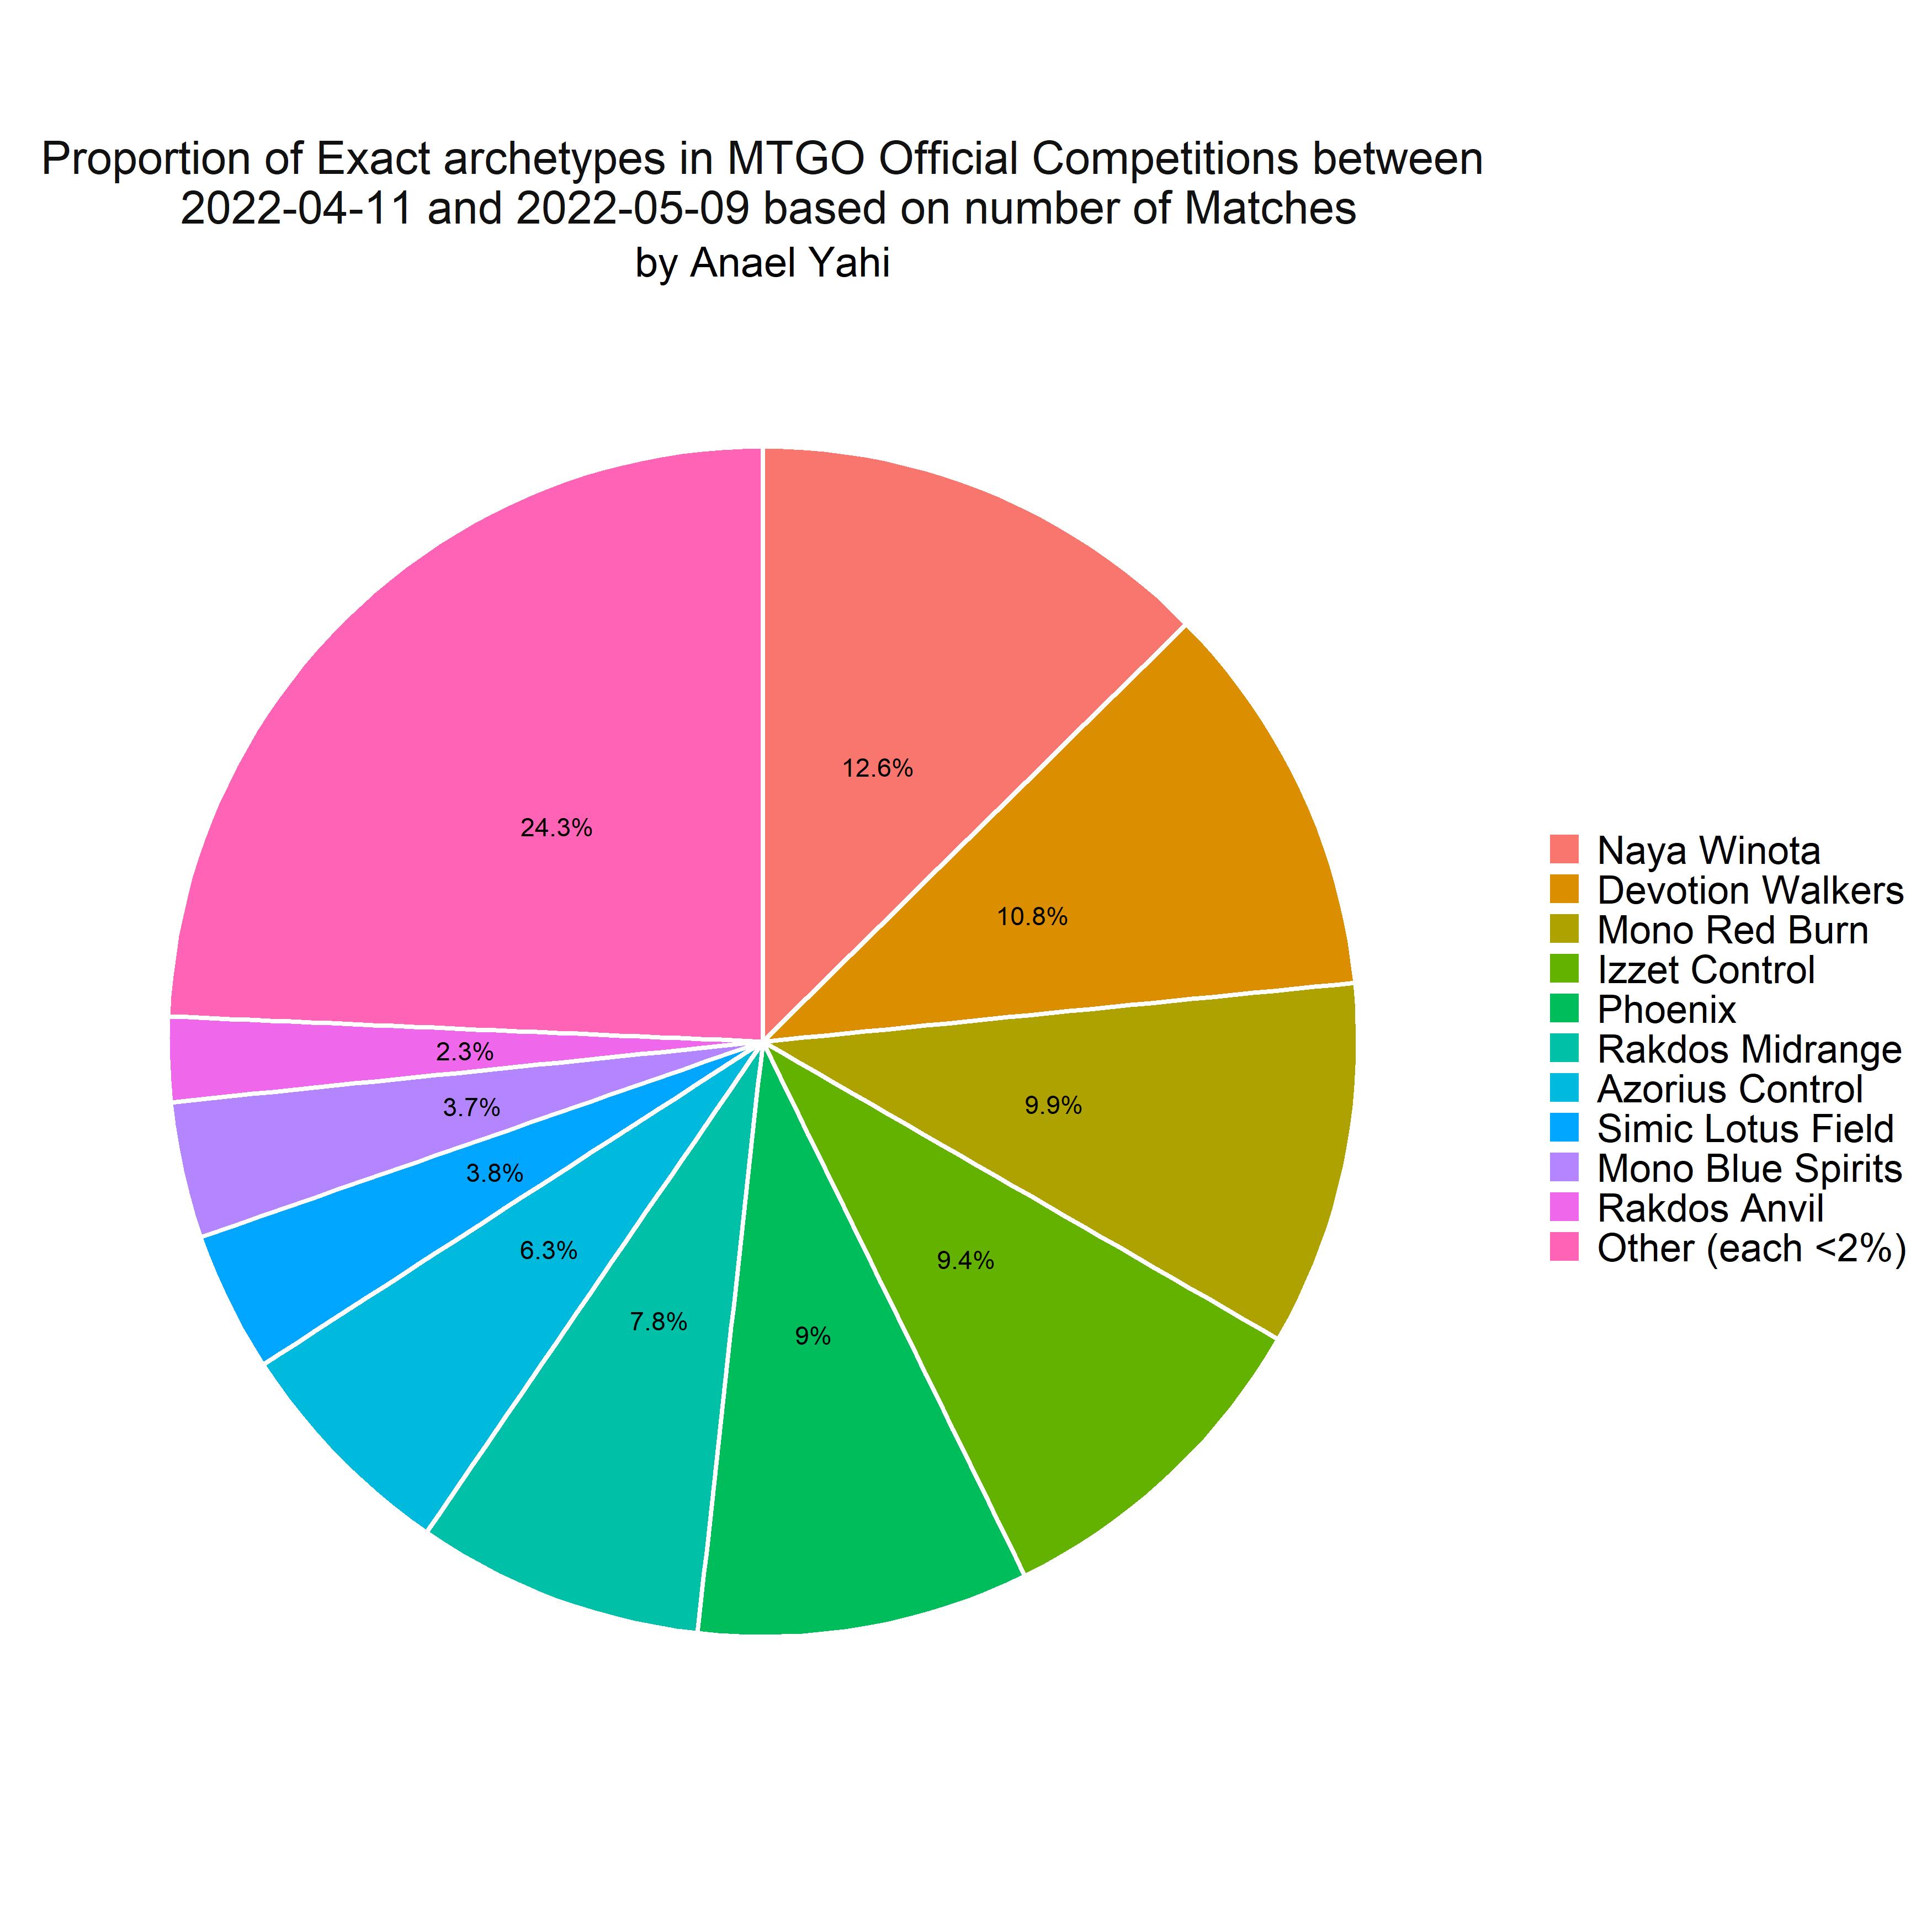 Proportion of Exact archetypes in MTGO Official Competitions between
2022-04-11 and 2022-05-09 based on number of Matches
by Anael Yahi
12.6%
24.3%
10.8%
2.3%
9.9%
3.7%
3.8%
6.3%
9.4%
7.8%
9%
Naya Winota
Devotion Walkers
Mono Red Burn
Izzet Control
Phoenix
Rakdos Midrange
Azorius Control
Simic Lotus Field
Mono Blue Spirits
Rakdos Anvil
Other (each <2%)